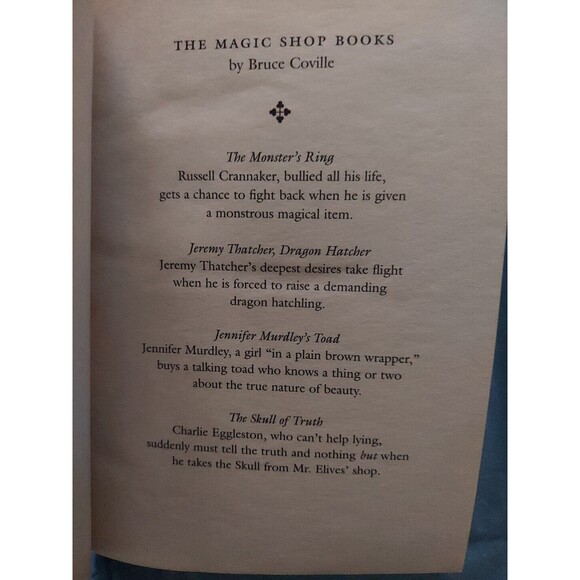 THE MAGIC SHOP BOOKS
by Bruce Coville
The Monster's Ring
Russell Crannaker, bullied all his life,
gets a chance to fight back when he is given
a monstrous magical item.
Jeremy Thatcher, Dragon Hatcher
Jeremy Thatcher's deepest desires take flight
when he is forced to raise a demanding
dragon hatchling.
Jennifer Murdley's Toad
Jennifer Murdley, a girl "in a plain brown wrapper,"
buys a talking toad who knows a thing or two
about the true nature of beauty.
The Skull of Truth
Charlie Eggleston, who can't help lying,
suddenly must tell the truth and nothing but when
he takes the Skull from Mr. Elives' shop.